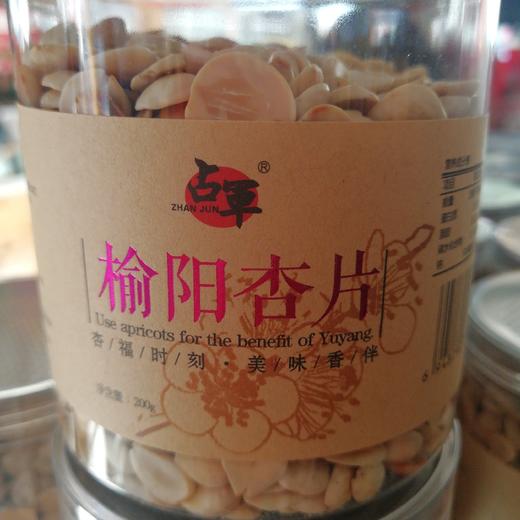 占军®
ZHAN JUN
榆阳杏片
Use apricots for the benefit of Yuyang.
杏/福/时/刻·美/味/香/伴
净含量：200g